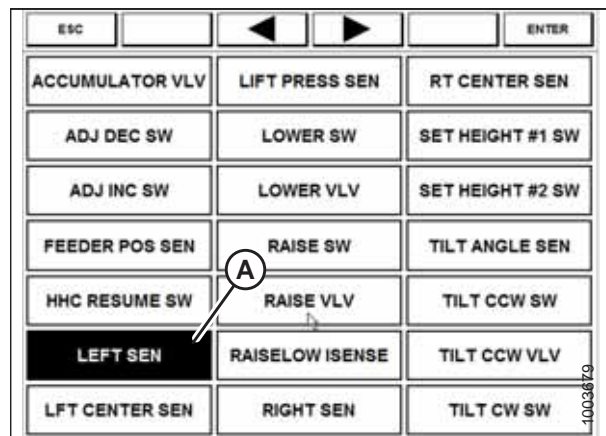 ESC ENTER
ACCUMULATOR VLV LIFT PRESS SEN RT CENTER SEN
ADJ DEC SW LOWER SW SET HEIGHT #1 SW
ADJ INC SW LOWER VLV SET HEIGHT #2 SW
FEEDER POS SEN RAISE SW TILT ANGLE SEN
A
HHC RESUME SW RAISE VLV TILT CCW SW
LEFT SEN RAISELOW ISENSE TILT CCW VLV
LFT CENTER SEN RIGHT SEN TILT CW SW
1003679